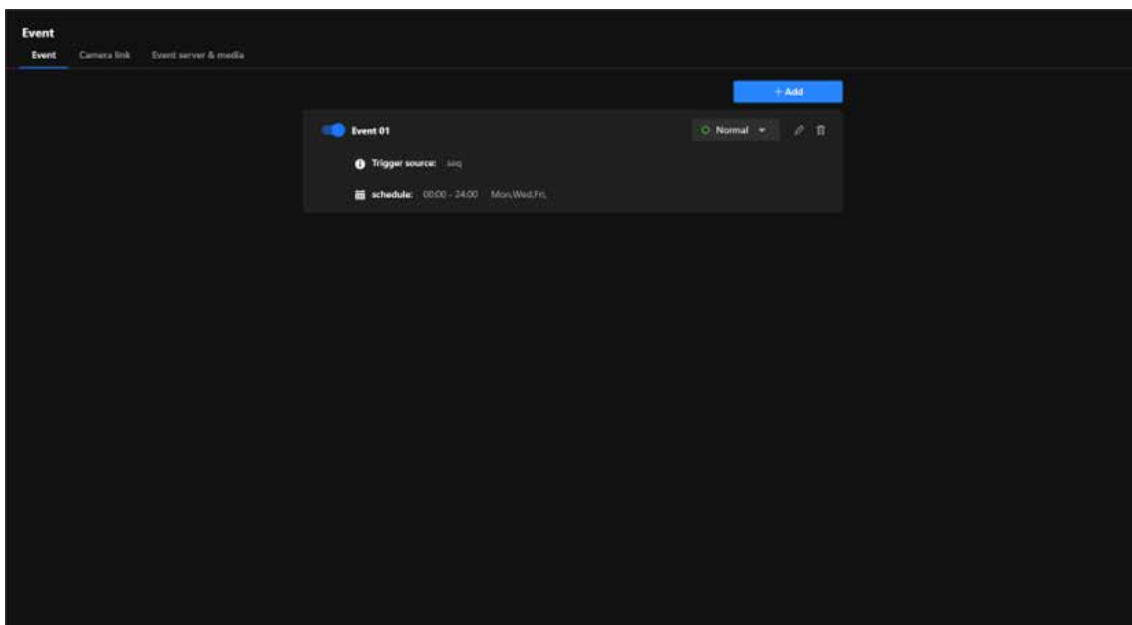 Event
Event Camera link Event server & media
+ Add
Event 01 Normal
Trigger source: seq
schedule: 00:00 - 24:00 Mon,Wed,Fri,